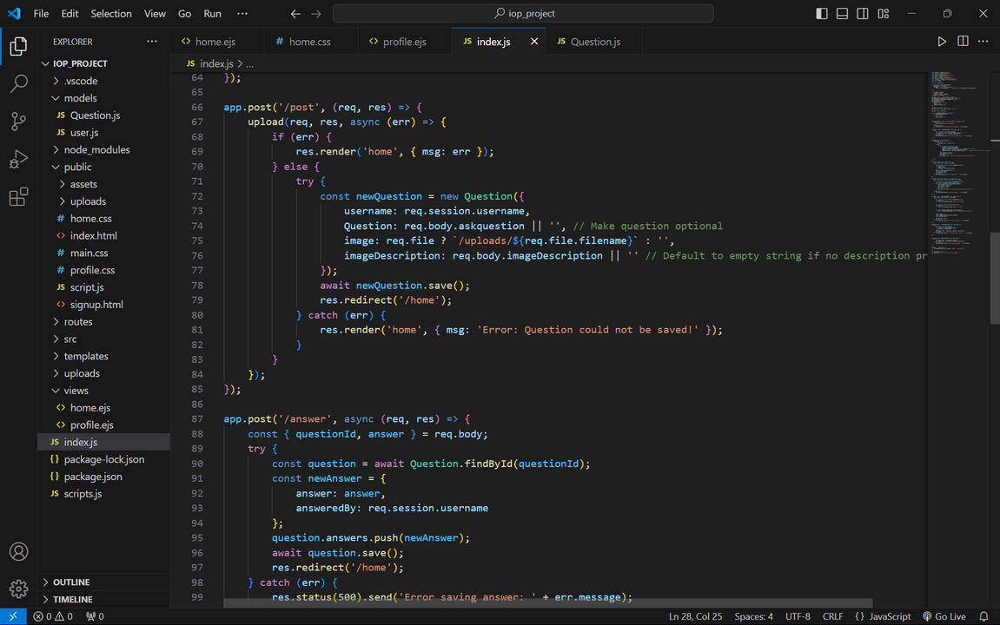 File Edit Selection View Go Run ··· iop_project
EXPLORER ···
IOP_PROJECT
.vscode
models
JS Question.js
JS user.js
node_modules
public
assets
uploads
# home.css
<> index.html
# main.css
# profile.css
JS script.js
<> signup.html
routes
src
templates
uploads
views
<> home.ejs
<> profile.ejs
JS index.js
{} package-lock.json
{} package.json
JS scripts.js
OUTLINE
TIMELINE
<> home.ejs # home.css <> profile.ejs JS index.js JS Question.js
JS index.js > ...
64 });
65
66 app.post('/post', (req, res) => {
67     upload(req, res, async (err) => {
68         if (err) {
69             res.render('home', { msg: err });
70         } else {
71             try {
72                 const newQuestion = new Question({
73                     username: req.session.username,
74                     Question: req.body.askquestion || '', // Make question optional
75                     image: req.file ? `/uploads/${req.file.filename}` : '',
76                     imageDescription: req.body.imageDescription || '' // Default to empty string if no description pr
77                 });
78                 await newQuestion.save();
79                 res.redirect('/home');
80             } catch (err) {
81                 res.render('home', { msg: 'Error: Question could not be saved!' });
82             }
83         }
84     });
85 });
86
87 app.post('/answer', async (req, res) => {
88     const { questionId, answer } = req.body;
89     try {
90         const question = await Question.findById(questionId);
91         const newAnswer = {
92             answer: answer,
93             answeredBy: req.session.username
94         };
95         question.answers.push(newAnswer);
96         await question.save();
97         res.redirect('/home');
98     } catch (err) {
99         res.status(500).send('Error saving answer: ' + err.message);
0 0 0 Ln 28, Col 25 Spaces: 4 UTF-8 CRLF {} JavaScript Go Live